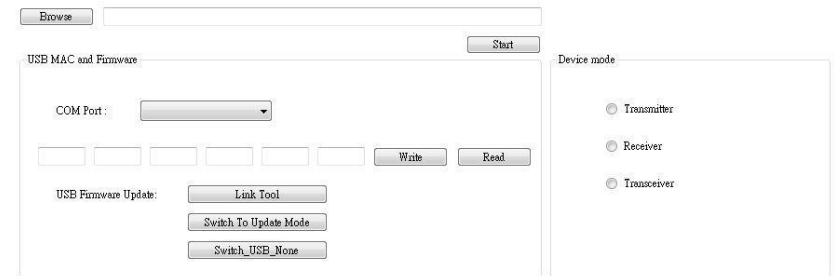 Browse
Start
USB MAC and Firmware
COM Port :
Write
Read
USB Firmware Update:
Link Tool
Switch To Update Mode
Switch_USB_None
Device mode
Transmitter
Receiver
Transceiver